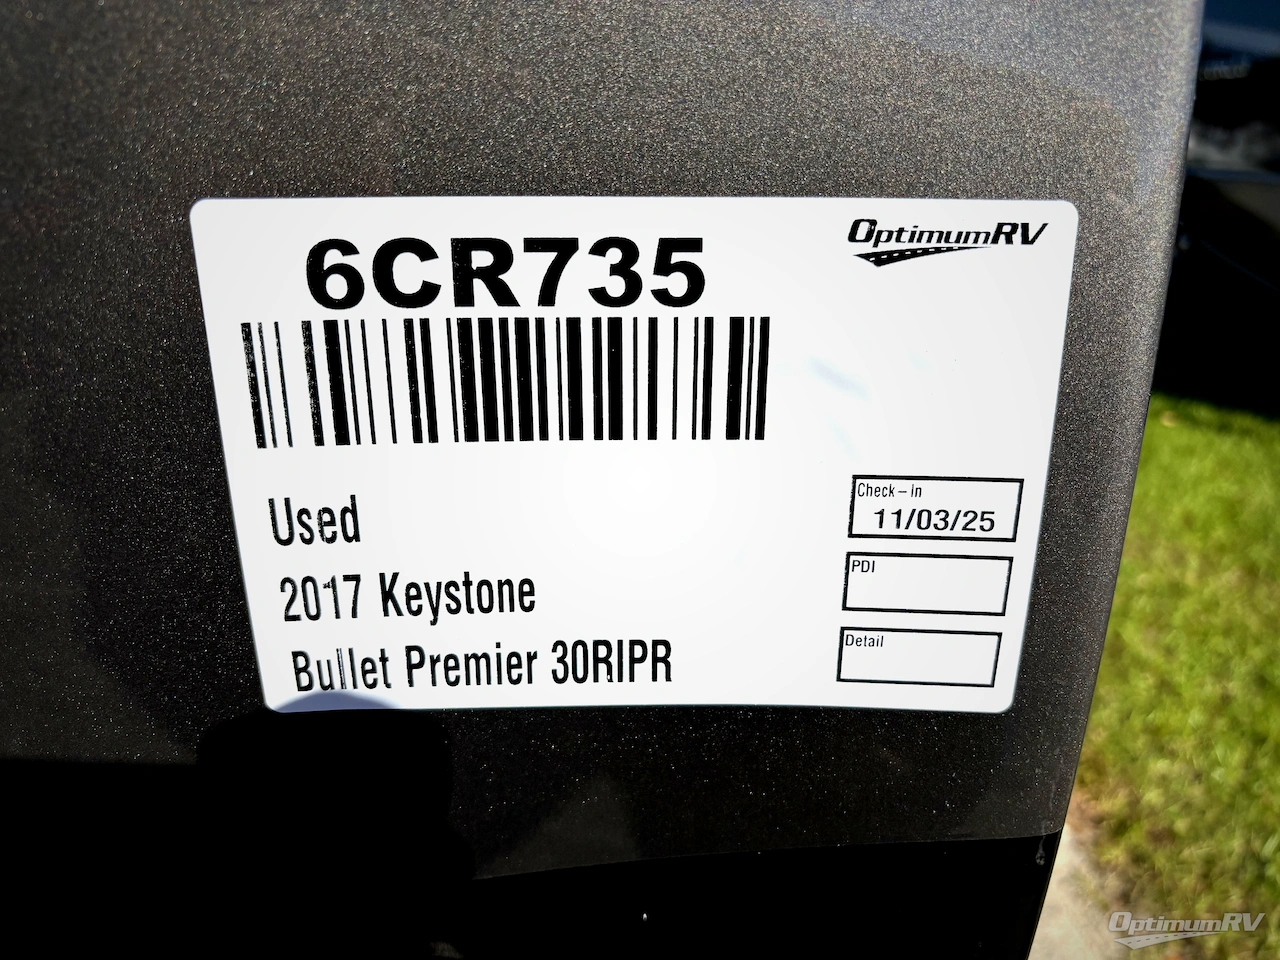 6CR735
OptimumRV
Used
2017 Keystone
Bullet Premier 30RIPR
Check-in
11/03/25
PDI
Detail
OptimumRV